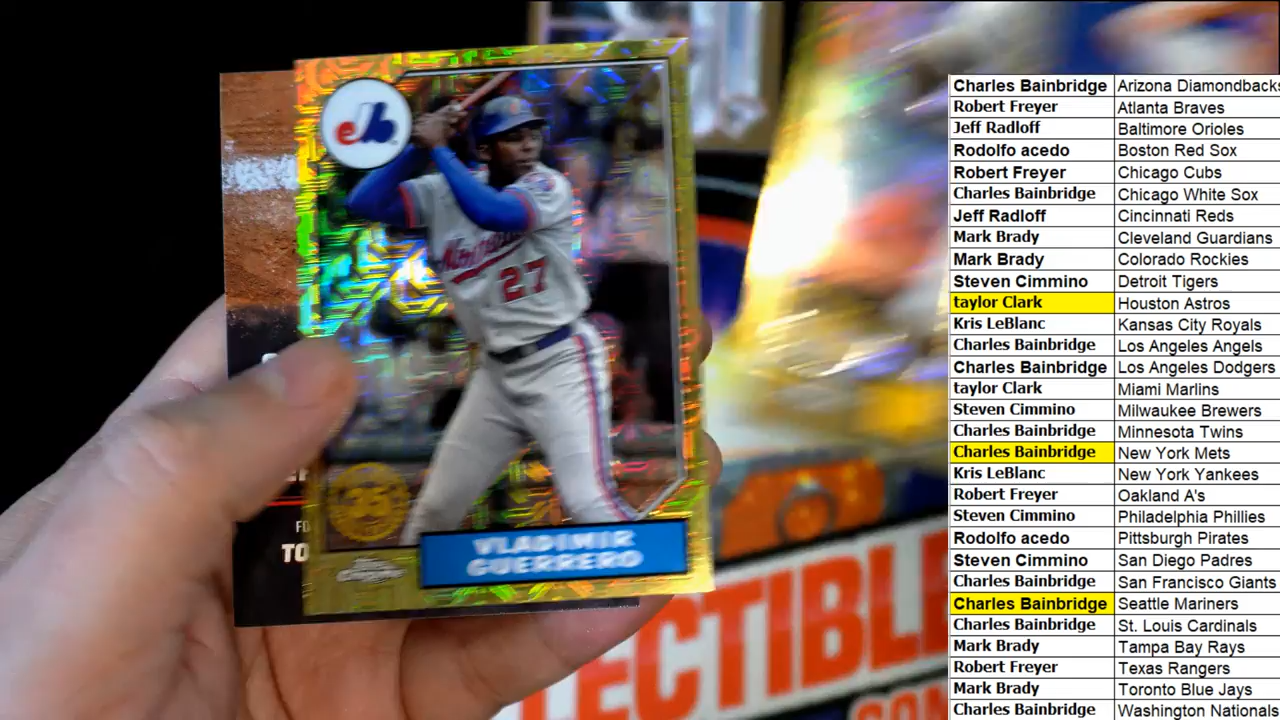 eb
Montreal
27
35
VLADIMIR
GUERRERO
Topps
Chrome
TO
LECTIBLE
Charles Bainbridge Arizona Diamondbacks
Robert Freyer Atlanta Braves
Jeff Radloff Baltimore Orioles
Rodolfo acedo Boston Red Sox
Robert Freyer Chicago Cubs
Charles Bainbridge Chicago White Sox
Jeff Radloff Cincinnati Reds
Mark Brady Cleveland Guardians
Mark Brady Colorado Rockies
Steven Cimmino Detroit Tigers
taylor Clark Houston Astros
Kris LeBlanc Kansas City Royals
Charles Bainbridge Los Angeles Angels
Charles Bainbridge Los Angeles Dodgers
taylor Clark Miami Marlins
Steven Cimmino Milwaukee Brewers
Charles Bainbridge Minnesota Twins
Charles Bainbridge New York Mets
Kris LeBlanc New York Yankees
Robert Freyer Oakland A's
Steven Cimmino Philadelphia Phillies
Rodolfo acedo Pittsburgh Pirates
Steven Cimmino San Diego Padres
Charles Bainbridge San Francisco Giants
Charles Bainbridge Seattle Mariners
Charles Bainbridge St. Louis Cardinals
Mark Brady Tampa Bay Rays
Robert Freyer Texas Rangers
Mark Brady Toronto Blue Jays
Charles Bainbridge Washington Nationals